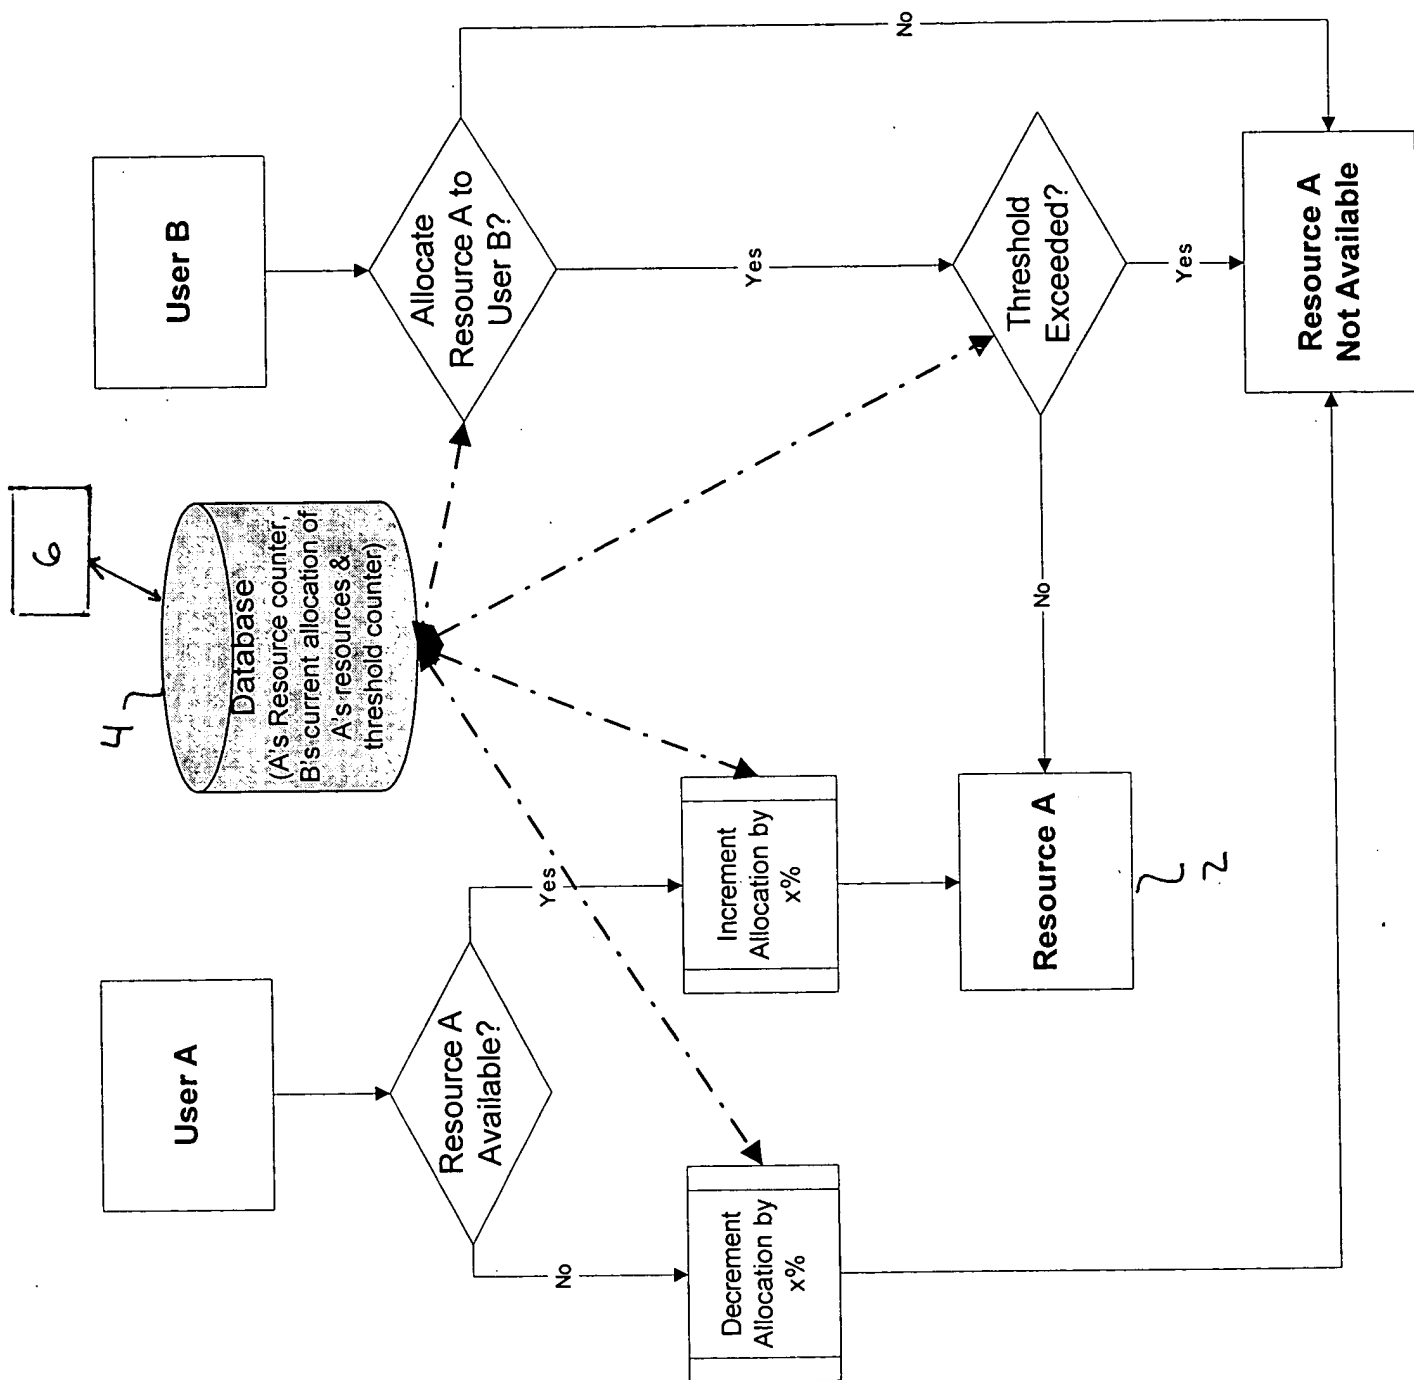 User A
Resource A
Available?
No
Yes
Decrement
Allocation by
x%
Increment
Allocation by
x%
Resource A
2
4
6
Database
(A's Resource counter,
B's current allocation of
A's resources &
threshold counter)
User B
Allocate
Resource A to
User B?
Yes
No
Threshold
Exceeded?
No
Yes
Resource A
Not Available